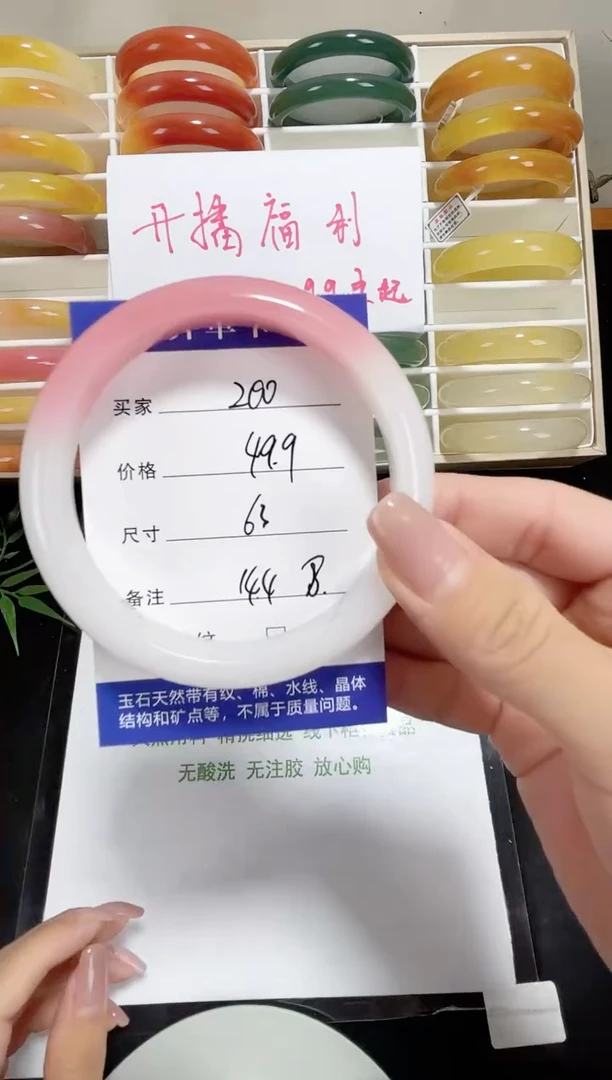 开播福利
99元起
买家 200
价格 49.9
尺寸 63
备注 14.4 B.
纹
玉石天然带有纹、棉、水线、晶体
结构和矿点等，不属于质量问题。
无酸洗 无注胶 放心购